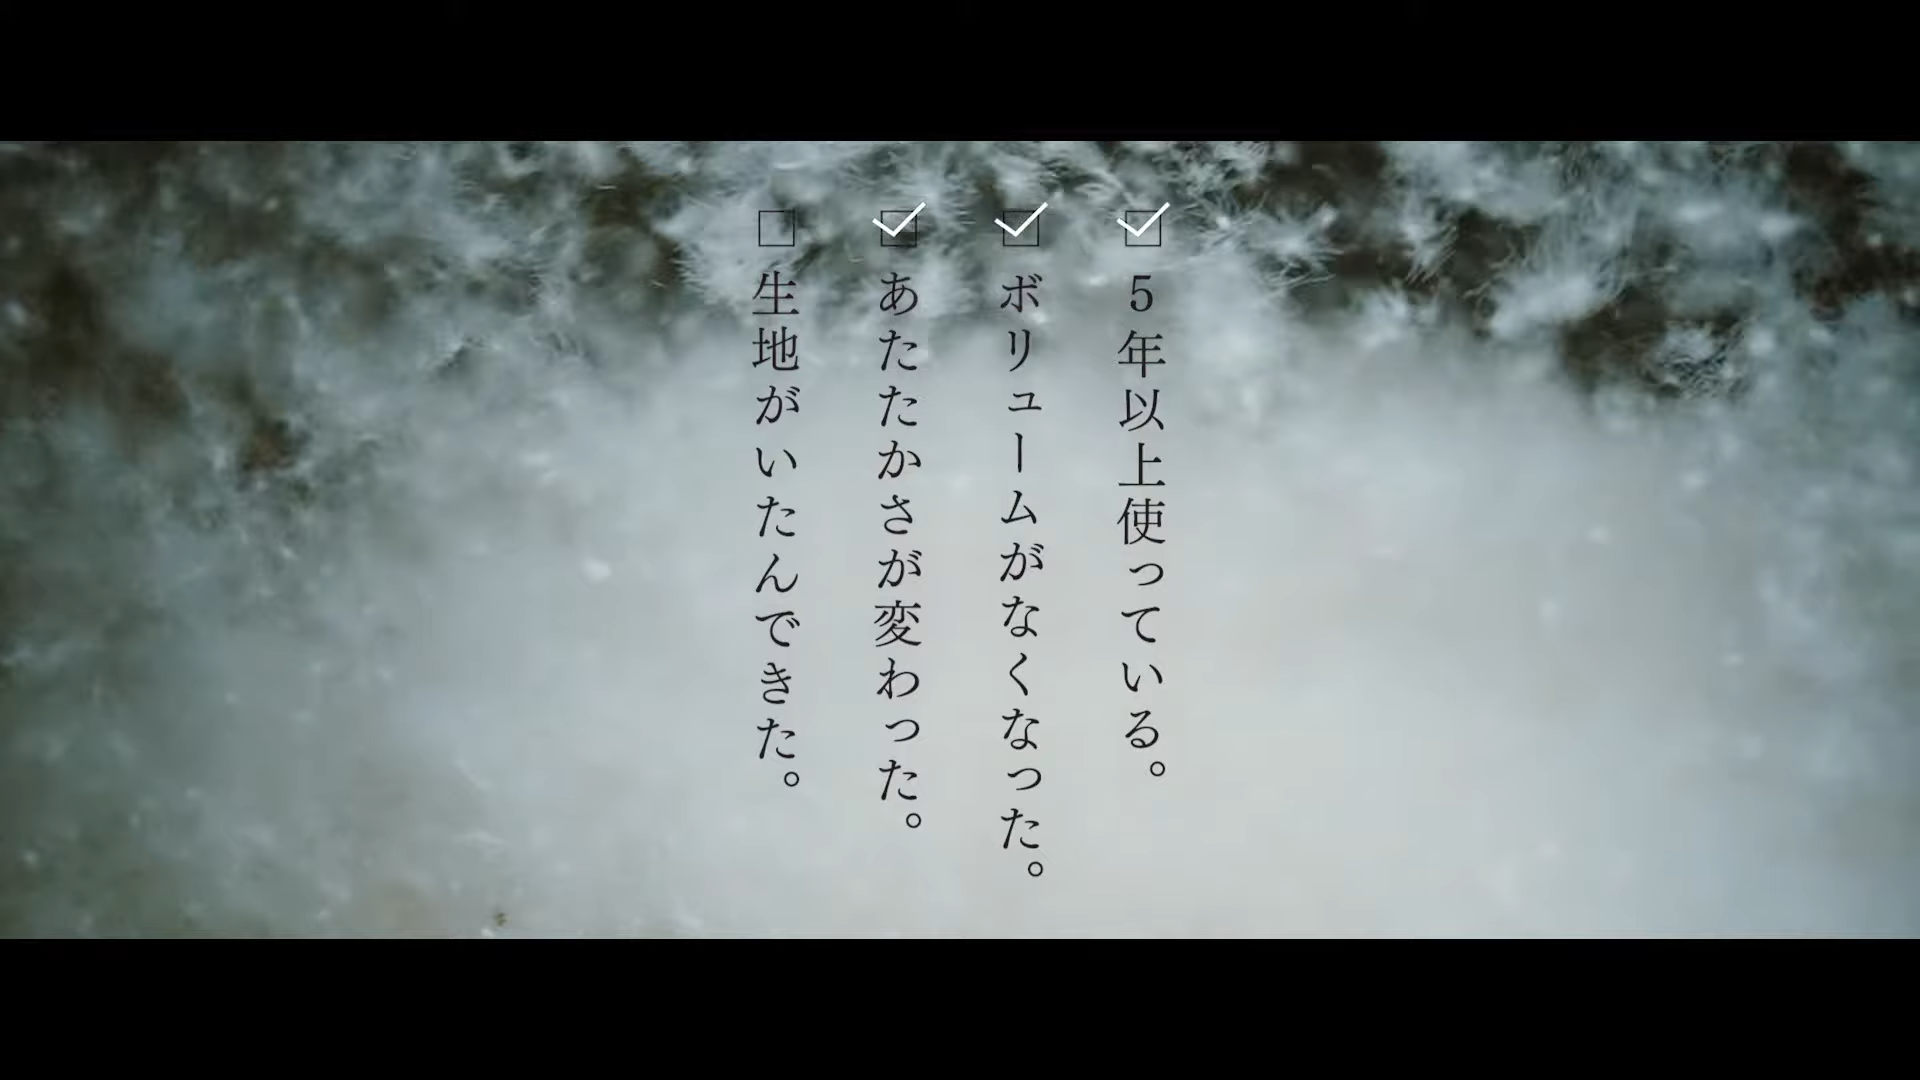 ☑ 5年以上使っている。
☑ ボリュームがなくなった。
☑ あたたかさが変わった。
☐ 生地がいたんできた。